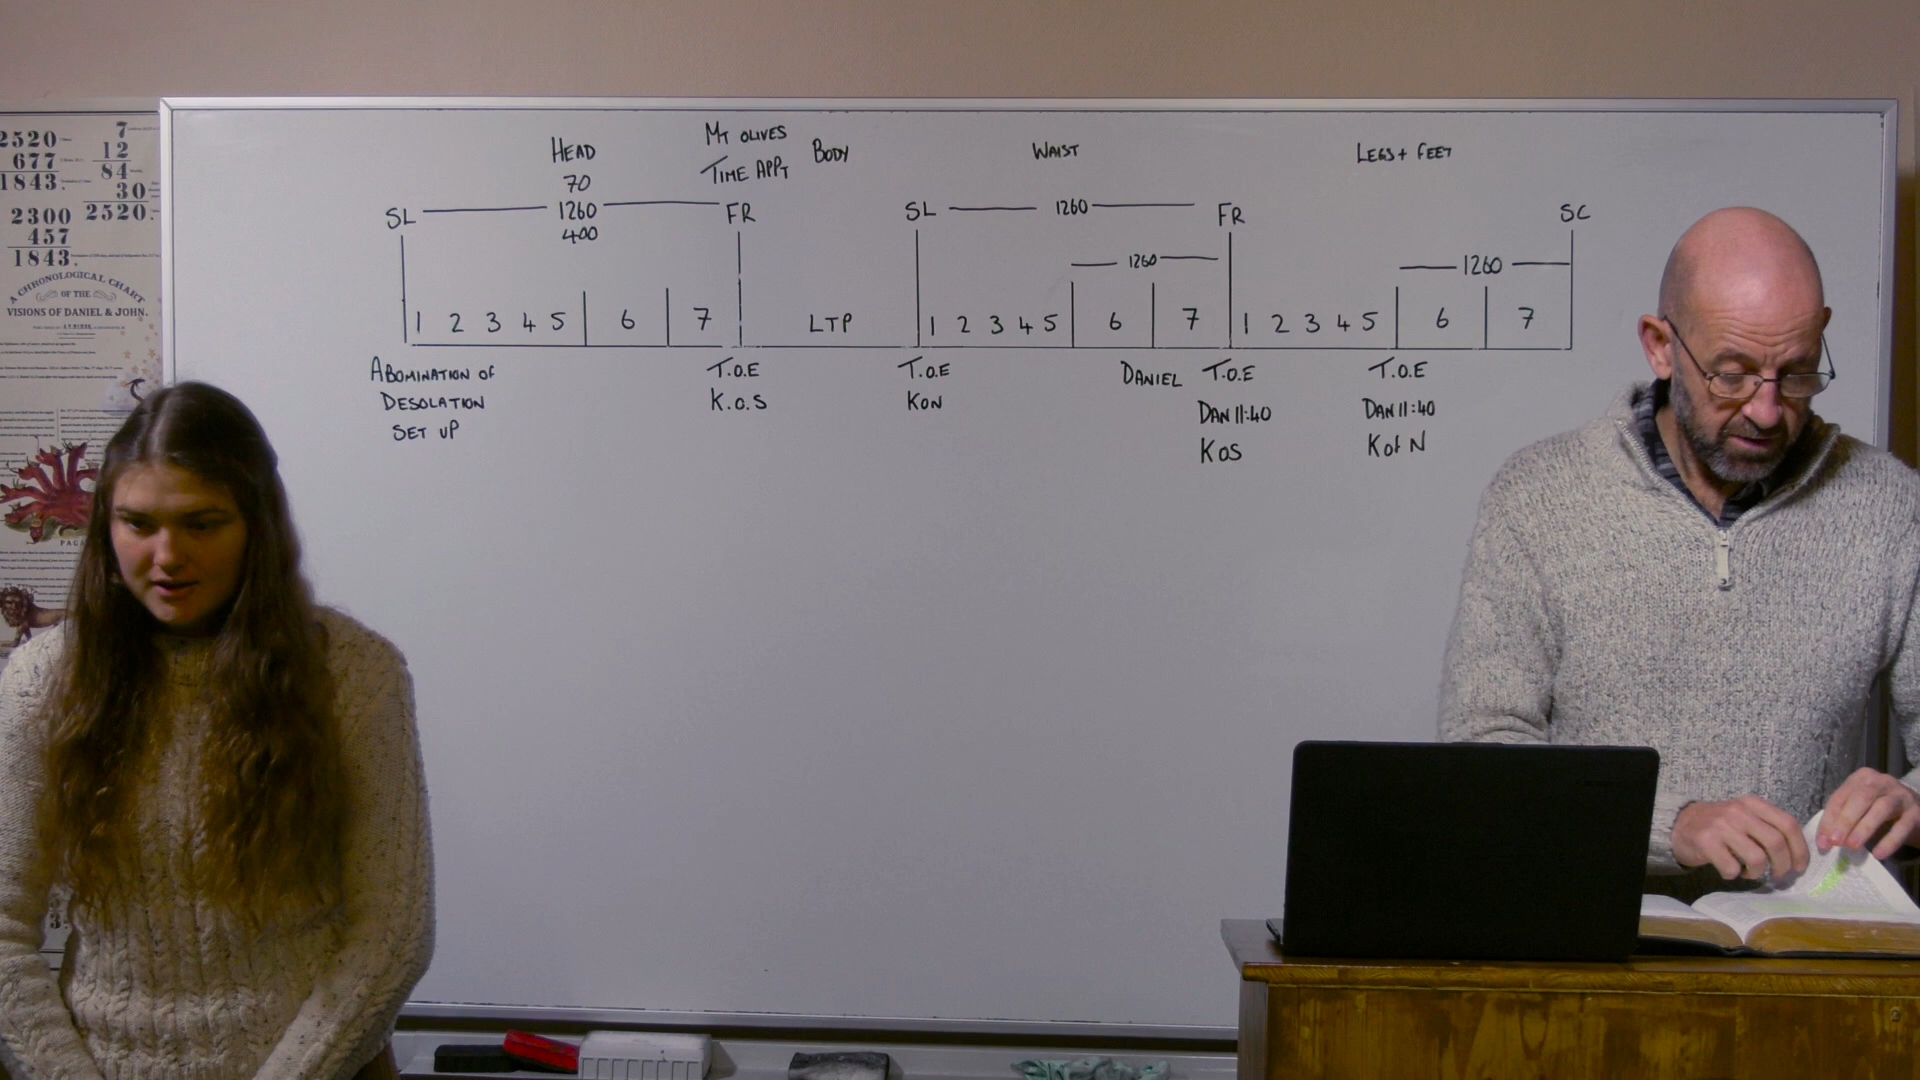 2520
677
1843.
7
12
84
30
2520.
2300
457
1843.
A CHRONOLOGICAL CHART
OF THE
VISIONS OF DANIEL & JOHN.
PAGA
3.
HEAD
MT OLIVES
TIME APPT
BODY
WAIST
LEGS + FEET
70
SL 1260 FR SL 1260 FR SC
400
1260 1260
1 2 3 4 5 6 7 LTP 1 2 3 4 5 6 7 1 2 3 4 5 6 7
ABOMINATION OF
DESOLATION
SET UP
T.O.E
K.O.S
T.O.E
KON
DANIEL
T.O.E
DAN 11:40
KOS
T.O.E
DAN 11:40
K of N